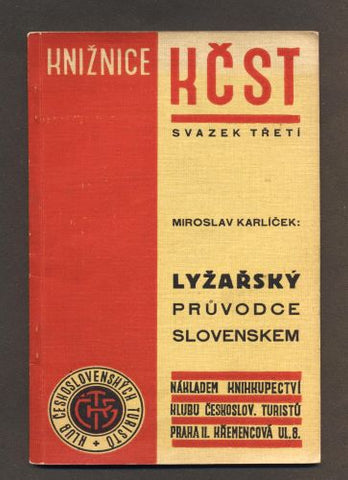 KNIŽNICE KČST
SVAZEK TŘETÍ
MIROSLAV KARLÍČEK:
LYŽAŘSKÝ
PRŮVODCE
SLOVENSKEM
NÁKLADEM KNIHKUPECTVÍ
KLUBU ČESKOSLOV. TURISTŮ
PRAHA II. KŘEMENCOVÁ UL. 8.
KLUB ČESKOSLOVENSKÝCH TURISTŮ
KČST